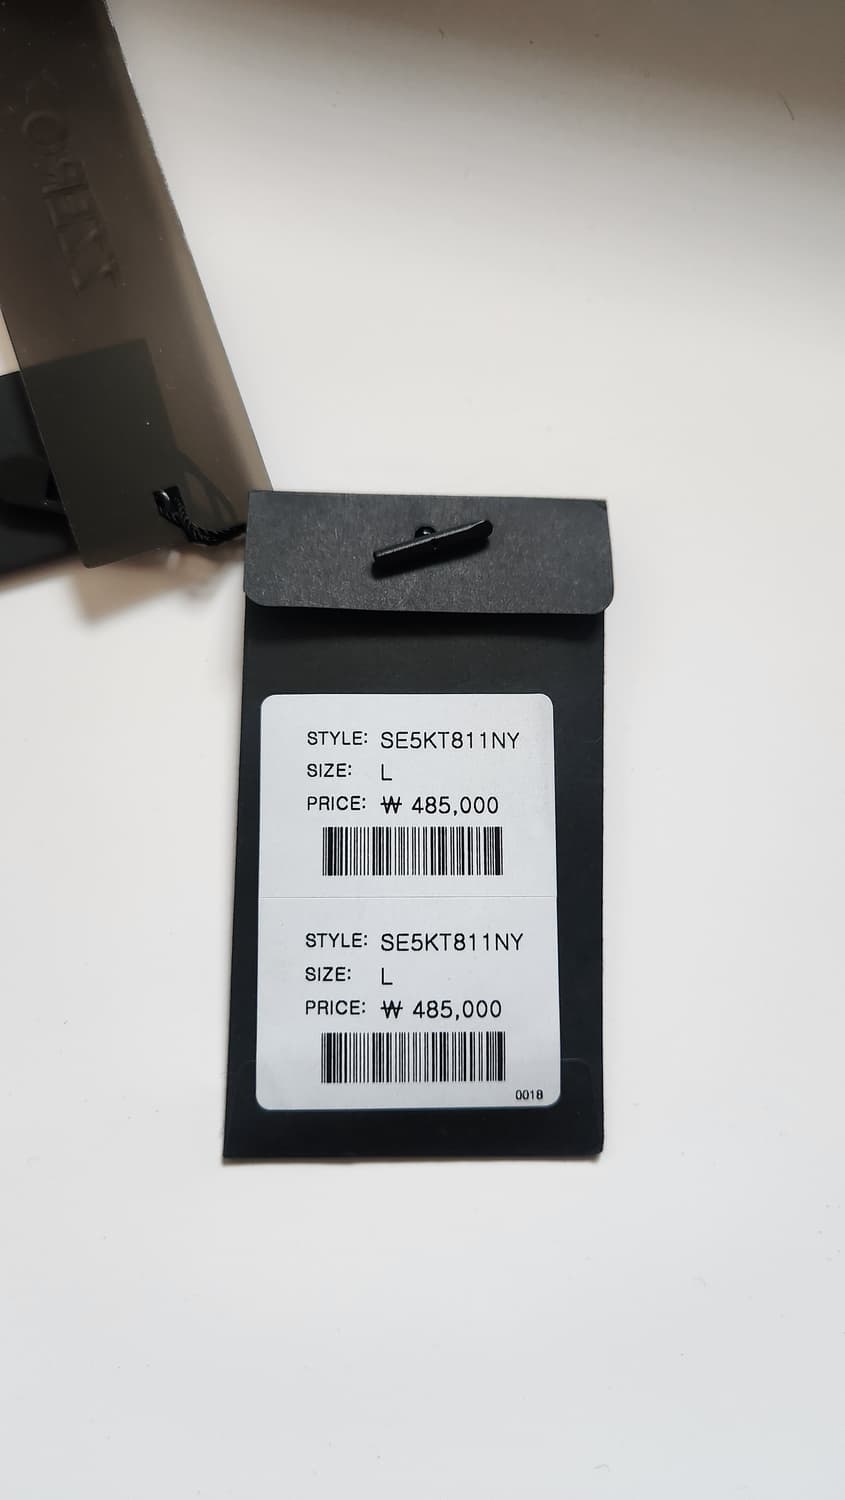 STYLE: SE5KT811NY
SIZE: L
PRICE: ₩ 485,000
STYLE: SE5KT811NY
SIZE: L
PRICE: ₩ 485,000
0018